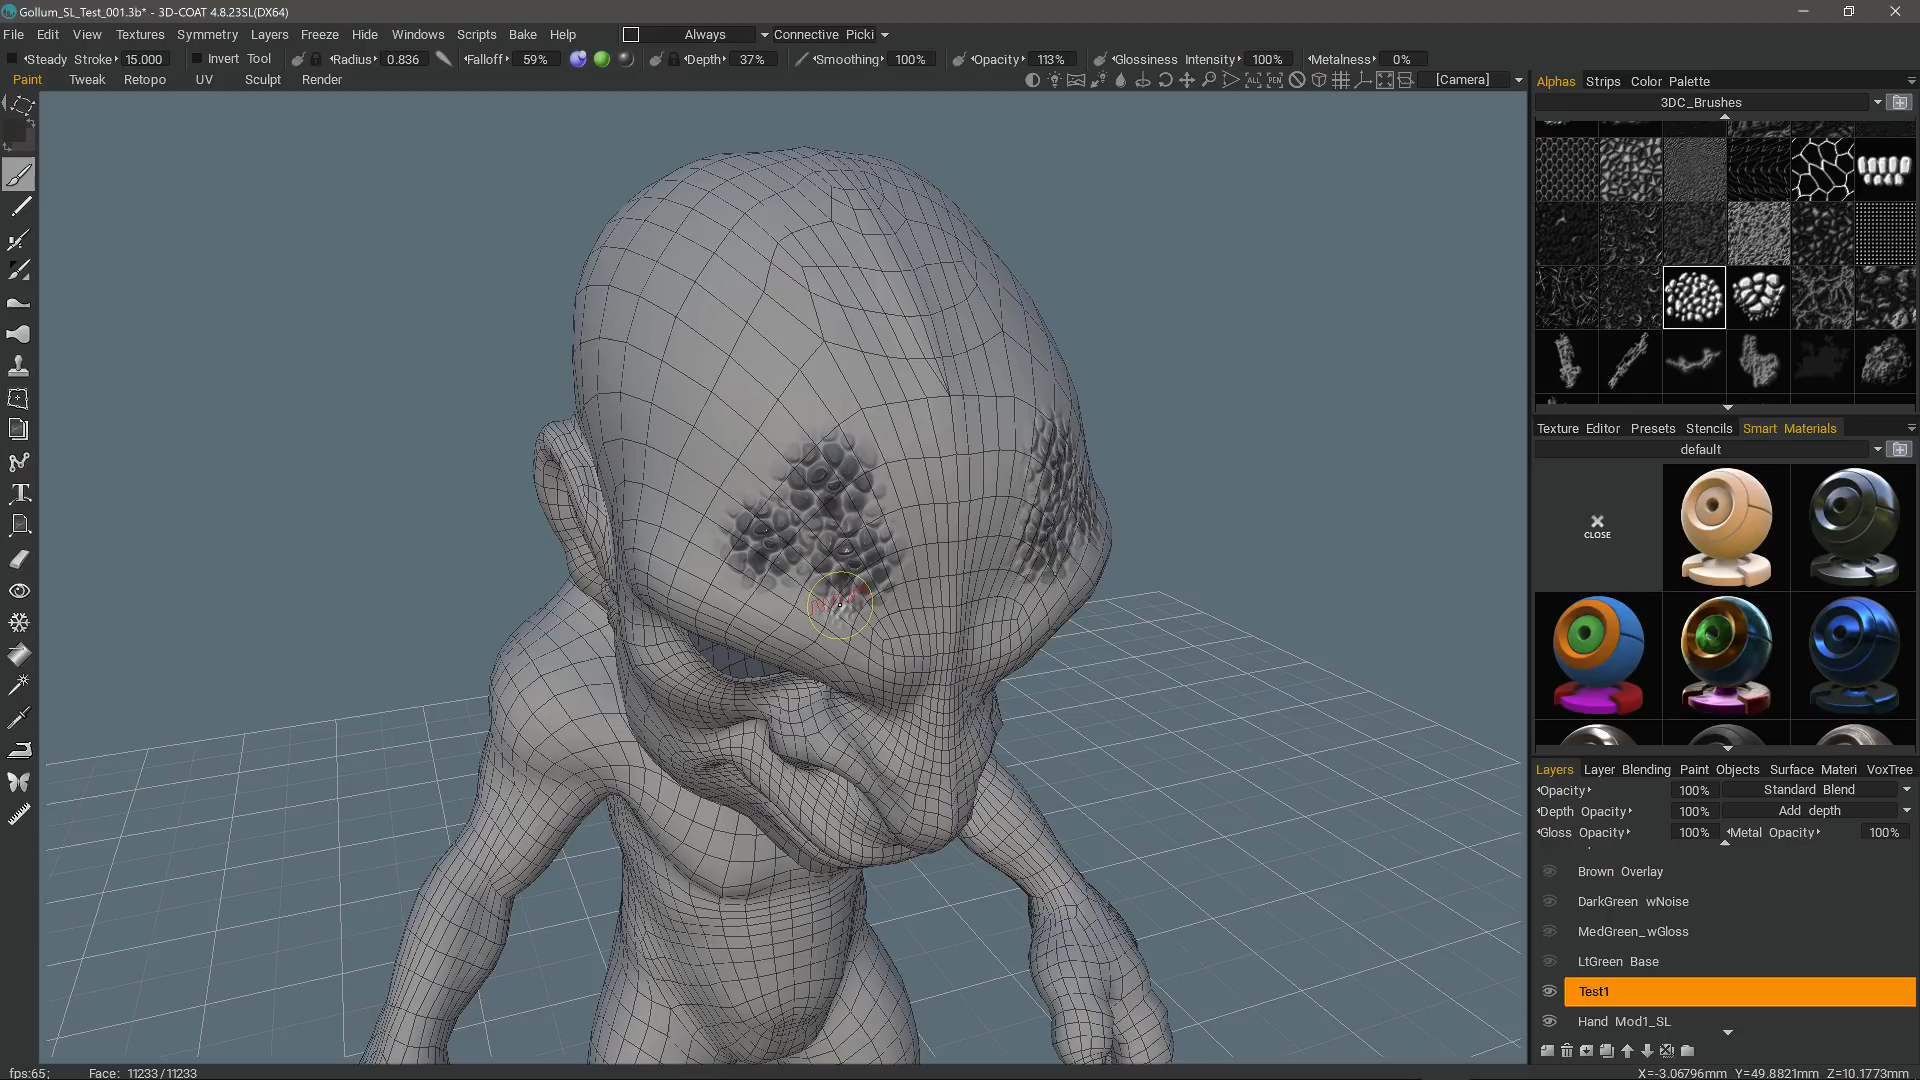 Gollum_SL_Test_001.3b* - 3D-COAT 4.8.23SL(DX64)
File Edit View Textures Symmetry Layers Freeze Hide Windows Scripts Bake Help Always Connective Picki
Steady Stroke 15.000 Invert Tool Radius 0.836 Falloff 59% Depth 37% Smoothing 100% Opacity 113% Glossiness Intensity 100% Metalness 0%
Paint Tweak Retopo UV Sculpt Render [Camera]
Alphas Strips Color Palette
3DC_Brushes
Texture Editor Presets Stencils Smart Materials
default
CLOSE
Layers Layer Blending Paint Objects Surface Materi VoxTree
Opacity 100% Standard Blend
Depth Opacity 100% Add depth
Gloss Opacity 100% Metal Opacity 100%
Brown Overlay
DarkGreen wNoise
MedGreen_wGloss
LtGreen Base
Test1
Hand Mod1_SL
fps:65; Face: 11233/11233 X=-3.06796mm Y=49.8821mm Z=10.1773mm